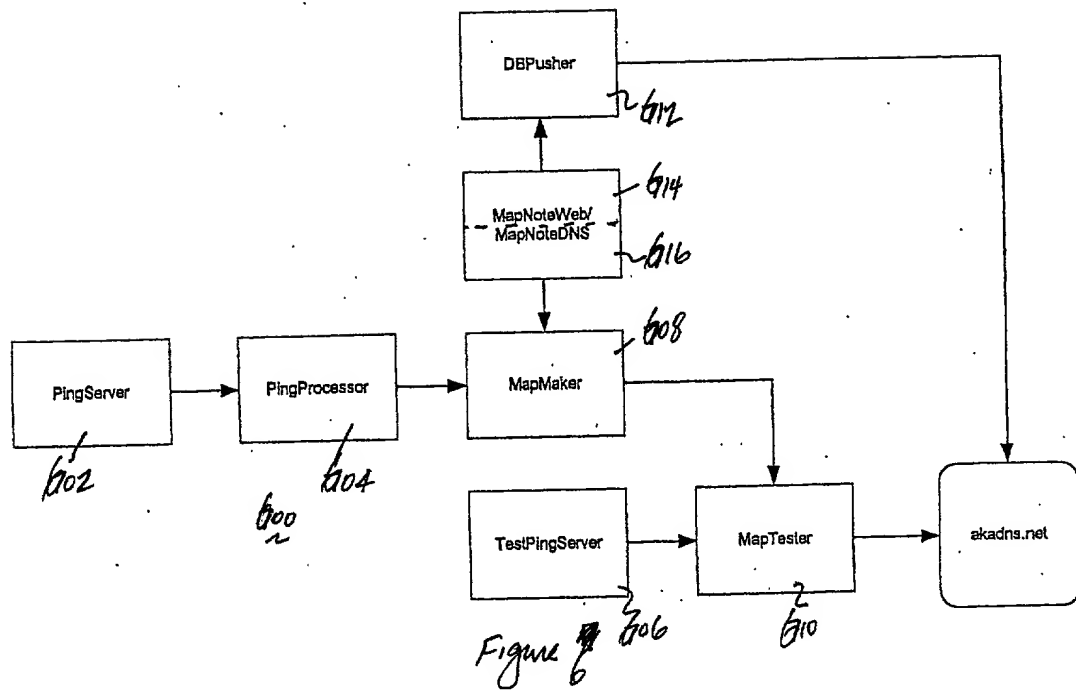 DBPusher
612
614
MapNoteWeb/
MapNoteDNS
616
608
PingServer
PingProcessor
MapMaker
602
604
600
TestPingServer
MapTester
akadns.net
606
610
Figure 6